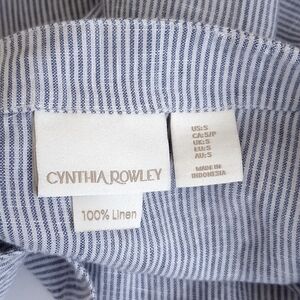 CYNTHIA ROWLEY
100% Linen
US:S
CA:S/P
UK:S
EU:S
AU:S
MADE IN
INDONESIA